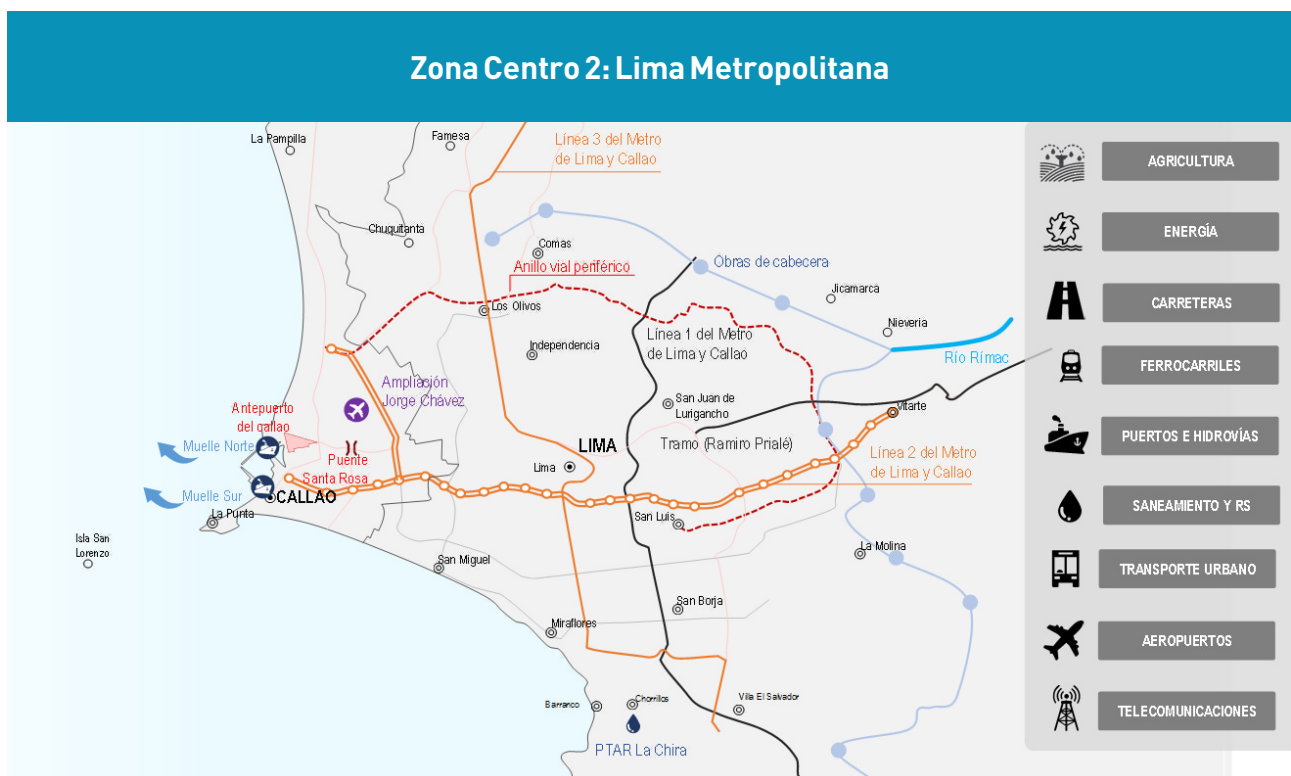 Zona Centro 2: Lima Metropolitana
La Pampilla
Famesa
Línea 3 del Metro
de Lima y Callao
Chuquitanta
Comas
Anillo vial periférico
Obras de cabecera
Jicamarca
Los Olivos
Nieveria
Línea 1 del Metro
de Lima y Callao
Independencia
Río Rímac
Ampliación
Jorge Chávez
San Juan de
Lurigancho
Vitarte
Antepuerto
del callao
Muelle Norte
Puente
Santa Rosa
LIMA
Lima
Tramo (Ramiro Prialé)
Línea 2 del Metro
de Lima y Callao
Muelle Sur
CALLAO
La Punta
San Luis
Isla San
Lorenzo
San Miguel
La Molina
San Borja
Miraflores
Barranco
Chorrillos
Villa El Salvador
PTAR La Chira
AGRICULTURA
ENERGÍA
CARRETERAS
FERROCARRILES
PUERTOS E HIDROVÍAS
SANEAMIENTO Y RS
TRANSPORTE URBANO
AEROPUERTOS
TELECOMUNICACIONES